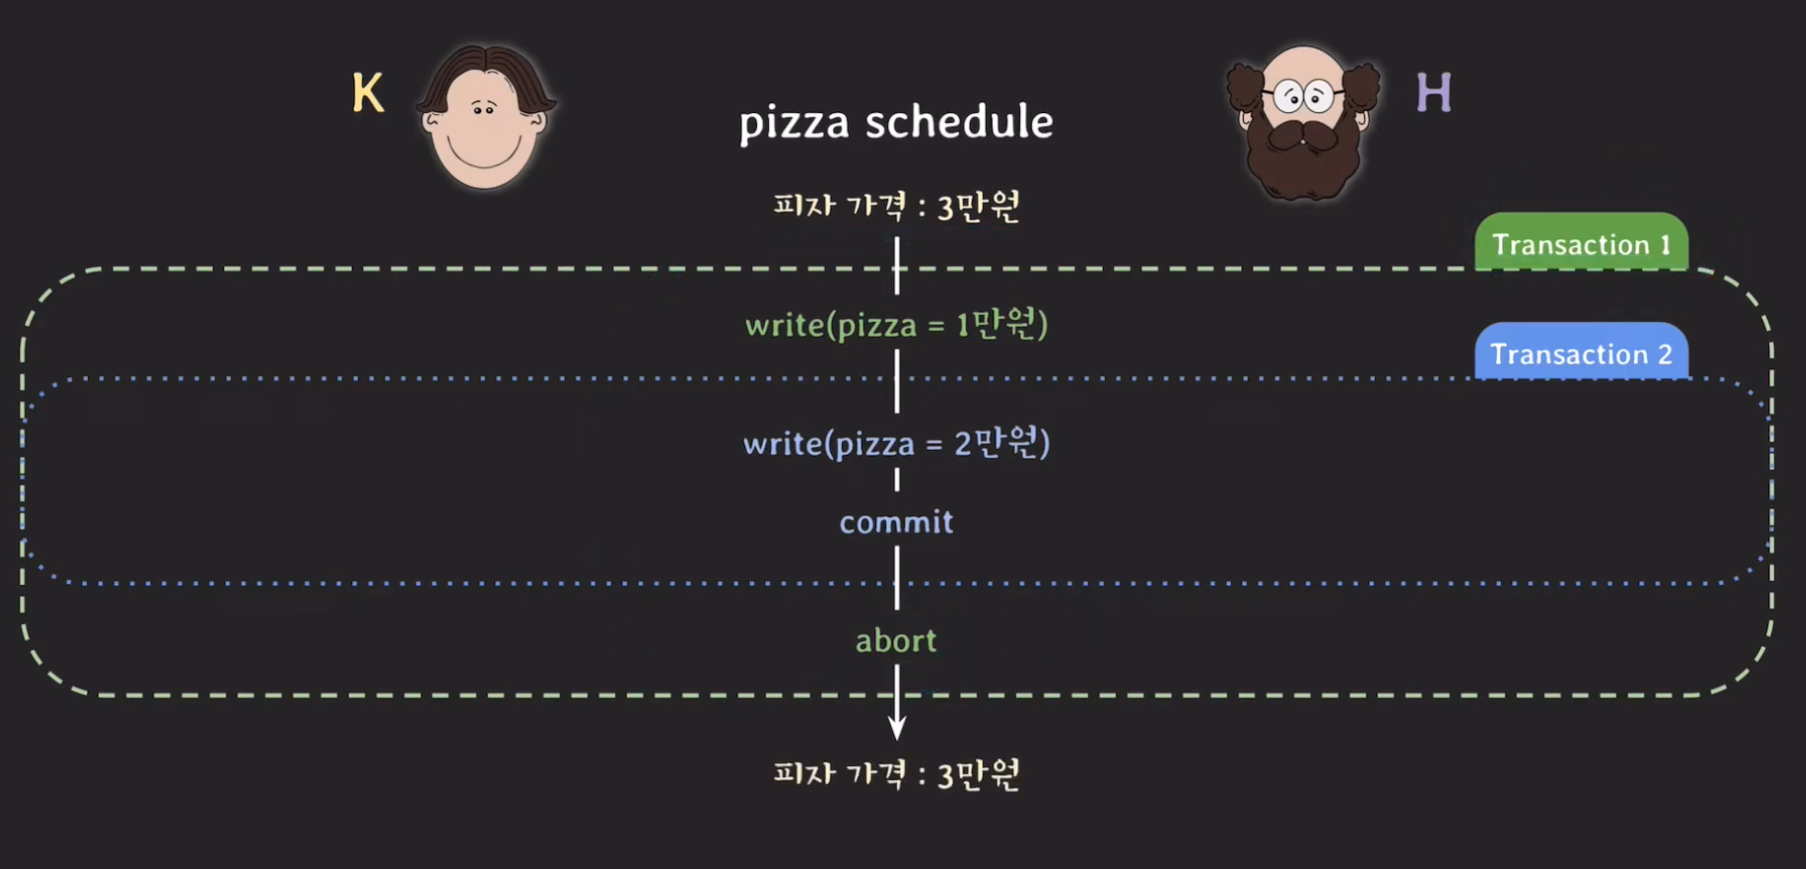 K
H
pizza schedule
피자 가격 : 3만원
Transaction 1
write(pizza = 1만원)
Transaction 2
write(pizza = 2만원)
commit
abort
피자 가격 : 3만원